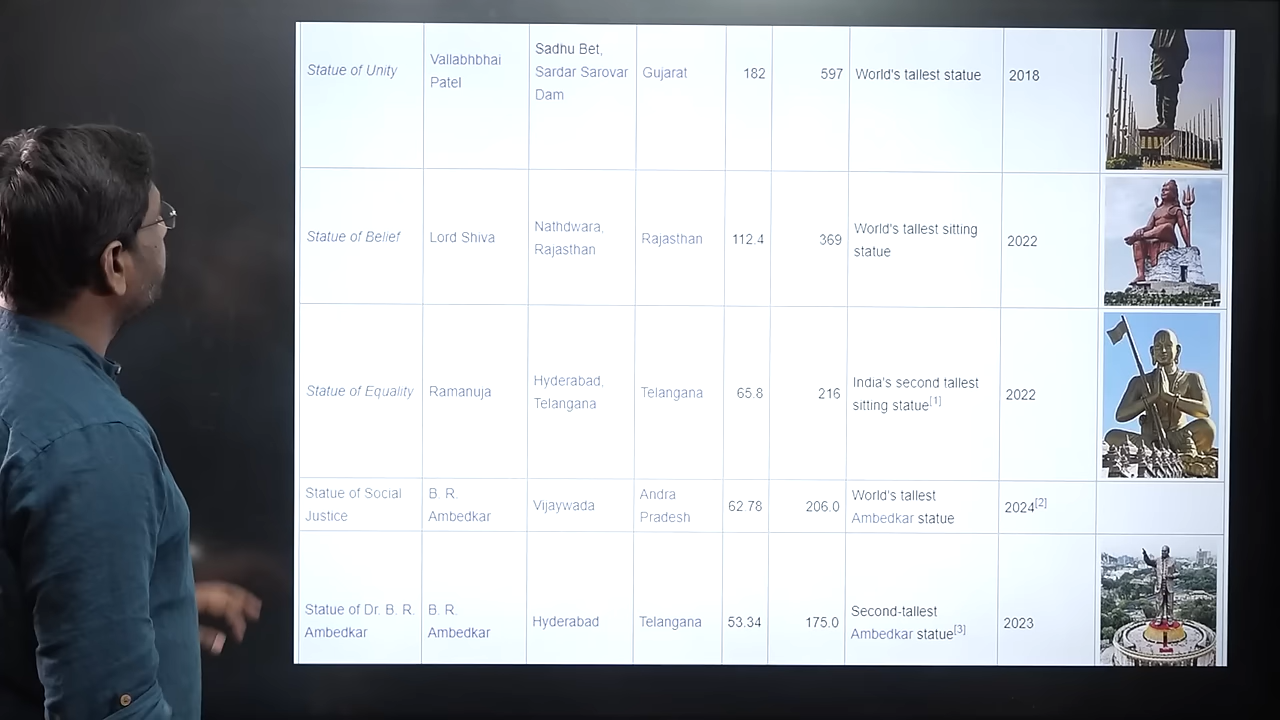 Statue of Unity
Vallabhbhai
Patel
Sadhu Bet,
Sardar Sarovar
Dam
Gujarat
182
597
World's tallest statue
2018
Statue of Belief
Lord Shiva
Nathdwara,
Rajasthan
Rajasthan
112.4
369
World's tallest sitting
statue
2022
Statue of Equality
Ramanuja
Hyderabad,
Telangana
Telangana
65.8
216
India's second tallest
sitting statue[1]
2022
Statue of Social
Justice
B. R.
Ambedkar
Vijaywada
Andra
Pradesh
62.78
206.0
World's tallest
Ambedkar statue
2024[2]
Statue of Dr. B. R.
Ambedkar
B. R.
Ambedkar
Hyderabad
Telangana
53.34
175.0
Second-tallest
Ambedkar statue[3]
2023